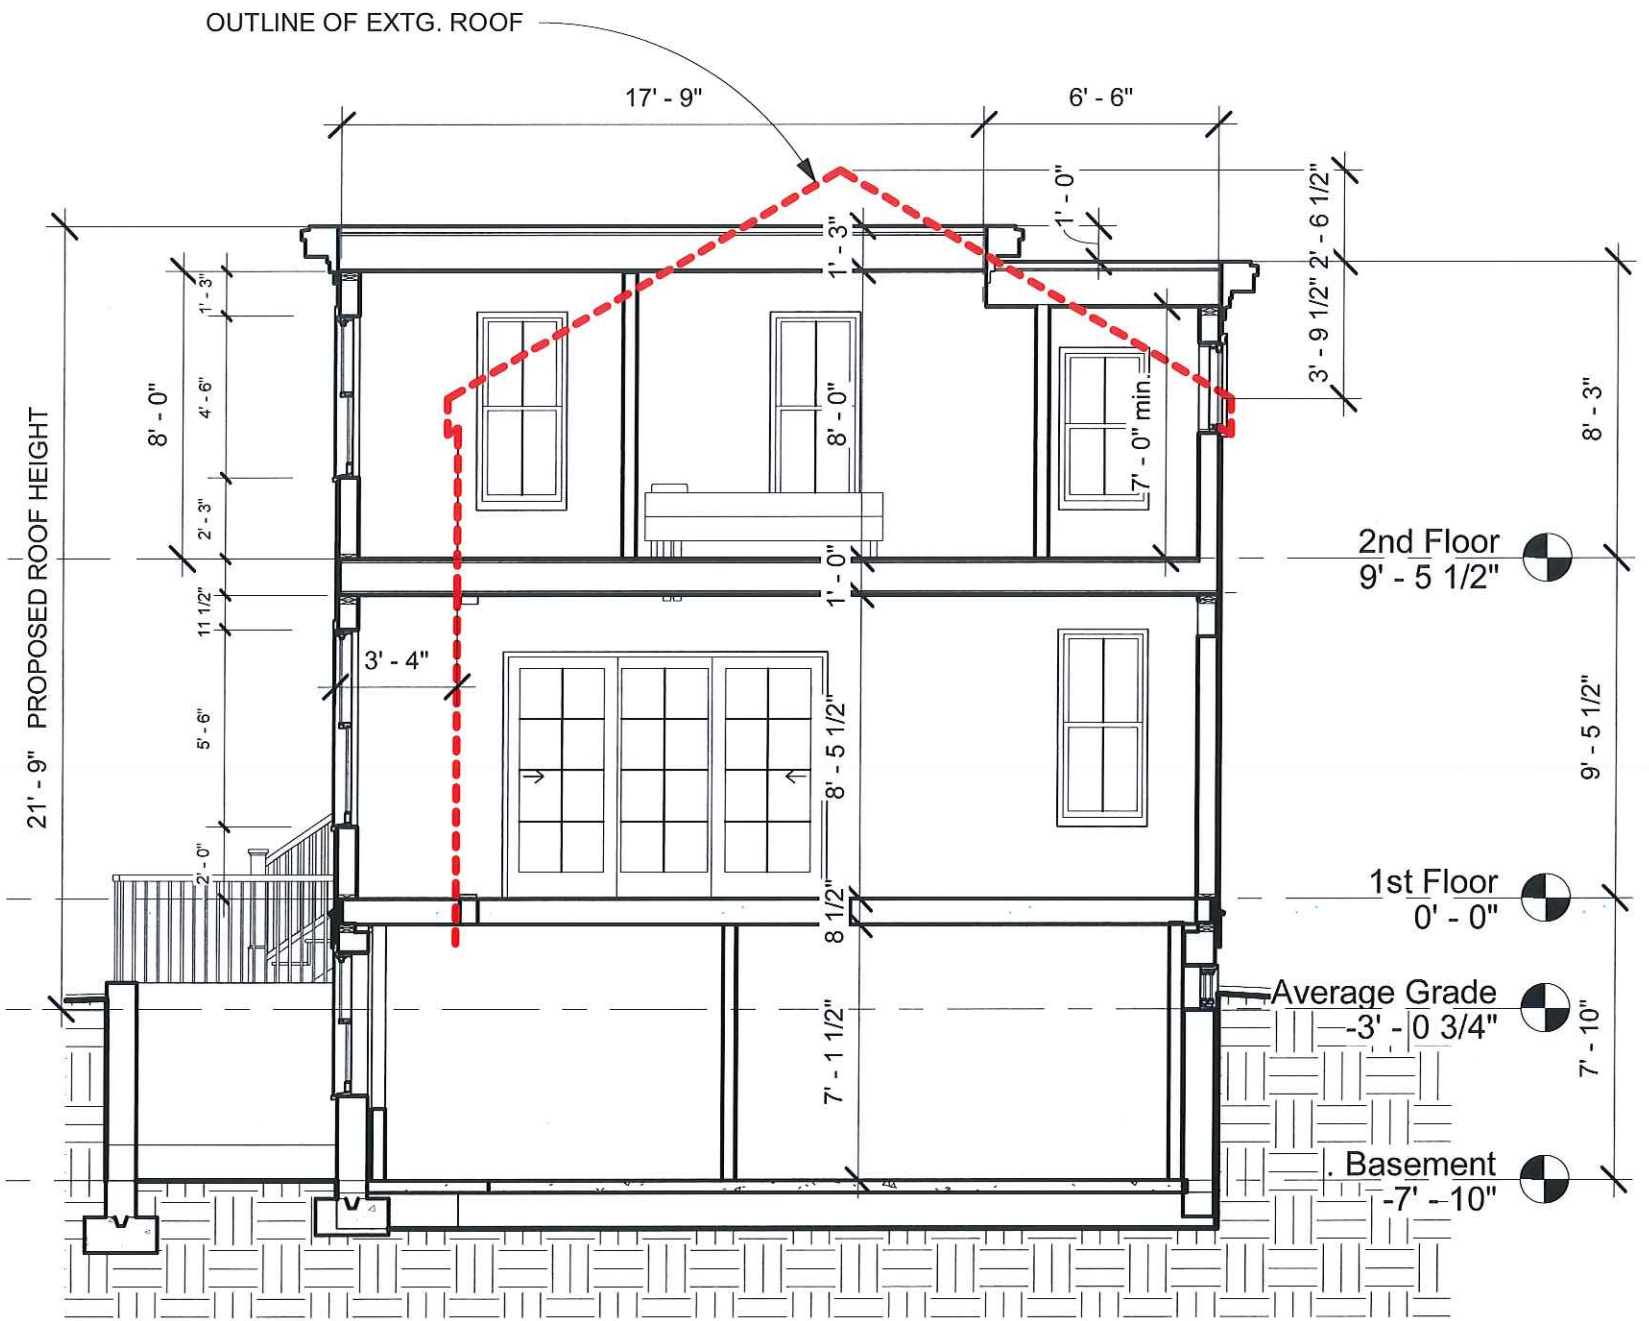 OUTLINE OF EXTG. ROOF
17' - 9"
6' - 6"
1' - 0"
2' - 6 1/2"
3' - 9 1/2"
1' - 3"
1' - 3"
8' - 0"
4' - 6"
2' - 3"
8' - 0"
7' - 0" min.
8' - 3"
21' - 9" PROPOSED ROOF HEIGHT
2nd Floor
9' - 5 1/2"
1' - 0"
11 1/2"
3' - 4"
5' - 6"
8' - 5 1/2"
9' - 5 1/2"
2' - 0"
1st Floor
0' - 0"
8 1/2"
Average Grade
-3' - 0 3/4"
7' - 1 1/2"
7' - 10"
Basement
-7' - 10"